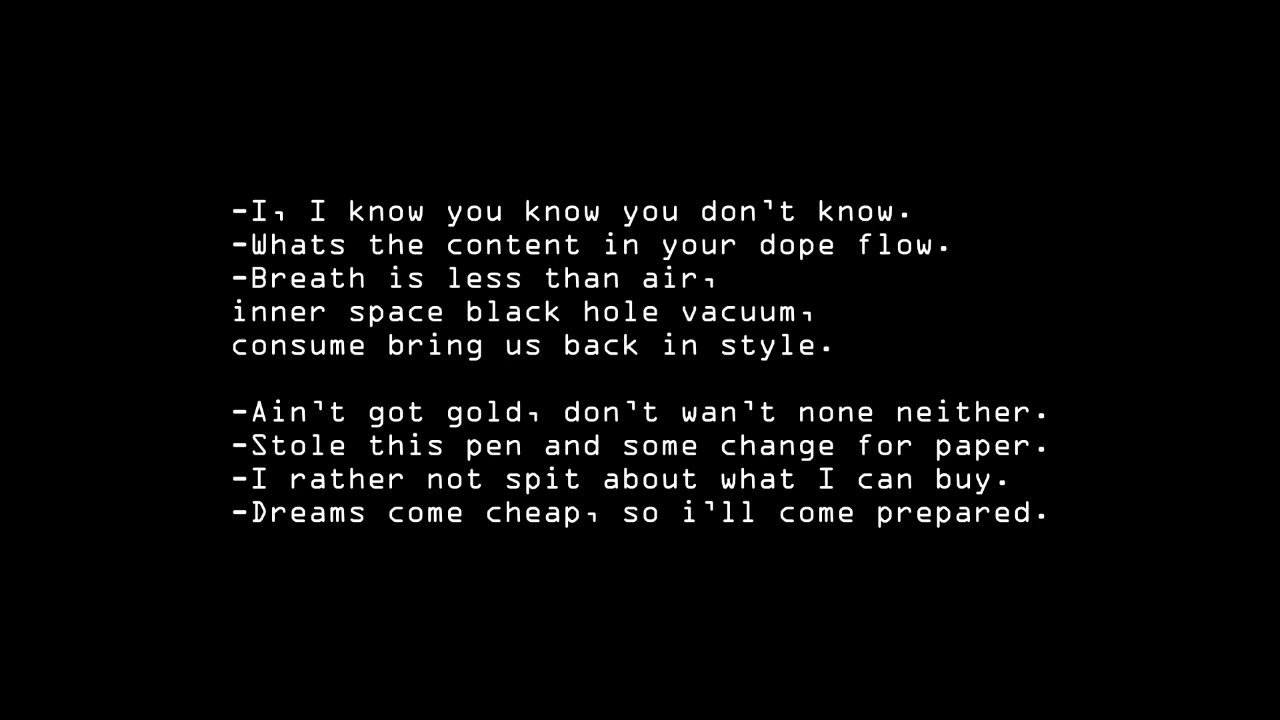 -I, I know you know you don't know.
-Whats the content in your dope flow.
-Breath is less than air,
inner space black hole vacuum,
consume bring us back in style.
-Ain't got gold, don't wan't none neither.
-Stole this pen and some change for paper.
-I rather not spit about what I can buy.
-Dreams come cheap, so i'll come prepared.